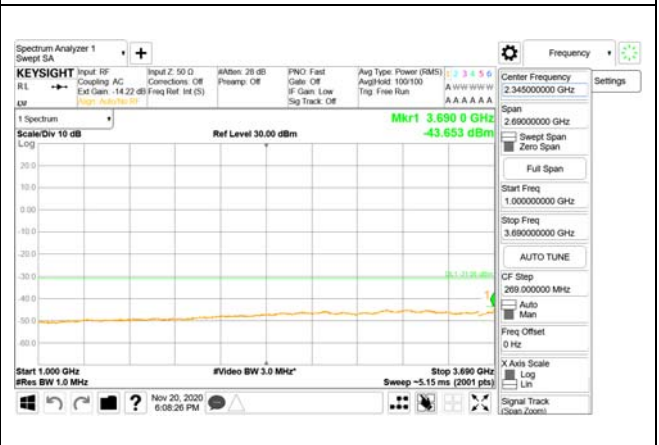 Spectrum Analyzer 1
Swept SA
Frequency
KEYSIGHT
RL
Input: RF
Coupling: AC
Ext Gain: -14.22 dB
Align: Auto/No RF
Input Z: 50 Ω
Corrections: Off
Freq Ref: Int (S)
#Atten: 28 dB
Preamp: Off
PNO: Fast
Gate: Off
IF Gain: Low
Sig Track: Off
Avg Type: Power (RMS)
Avg|Hold: 100/100
Trig: Free Run
1 2 3 4 5 6
A W W W W W
A A A A A A
Center Frequency
2.345000000 GHz
Settings
1 Spectrum
Mkr1 3.690 0 GHz
-43.653 dBm
Scale/Div 10 dB
Ref Level 30.00 dBm
Log
20.0
10.0
0.00
-10.0
-20.0
-30.0
-40.0
-50.0
-60.0
1
Span
2.69000000 GHz
Swept Span
Zero Span
Full Span
Start Freq
1.000000000 GHz
Stop Freq
3.690000000 GHz
AUTO TUNE
CF Step
269.000000 MHz
Auto
Man
Freq Offset
0 Hz
X Axis Scale
Log
Lin
Signal Track
(Span Zoom)
Start 1.000 GHz
#Video BW 3.0 MHz*
Stop 3.690 GHz
#Res BW 1.0 MHz
Sweep ~5.15 ms (2001 pts)
Nov 20, 2020
6:08:26 PM